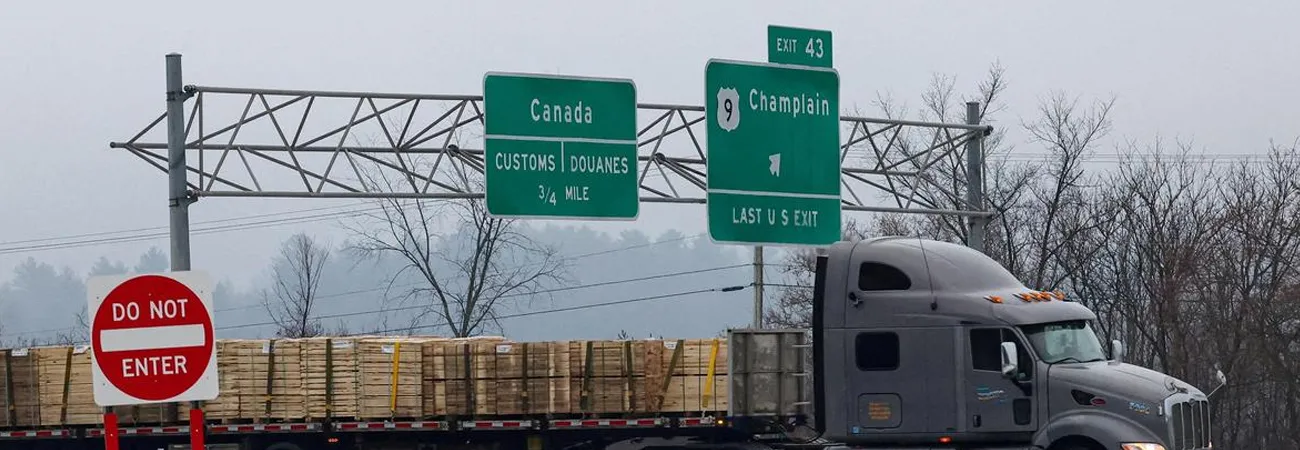 Canada
CUSTOMS DOUANES
3/4 MILE
EXIT 43
9 Champlain
LAST U S EXIT
DO NOT
ENTER